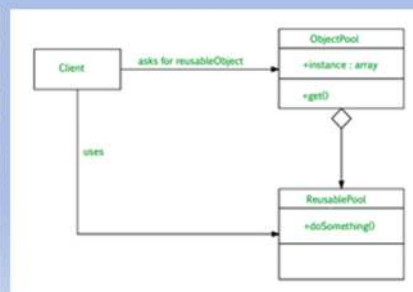 ObjectPool
Client
asks for reusableObject
+instance : array
+get()
uses
ReusablePool
+doSomething()